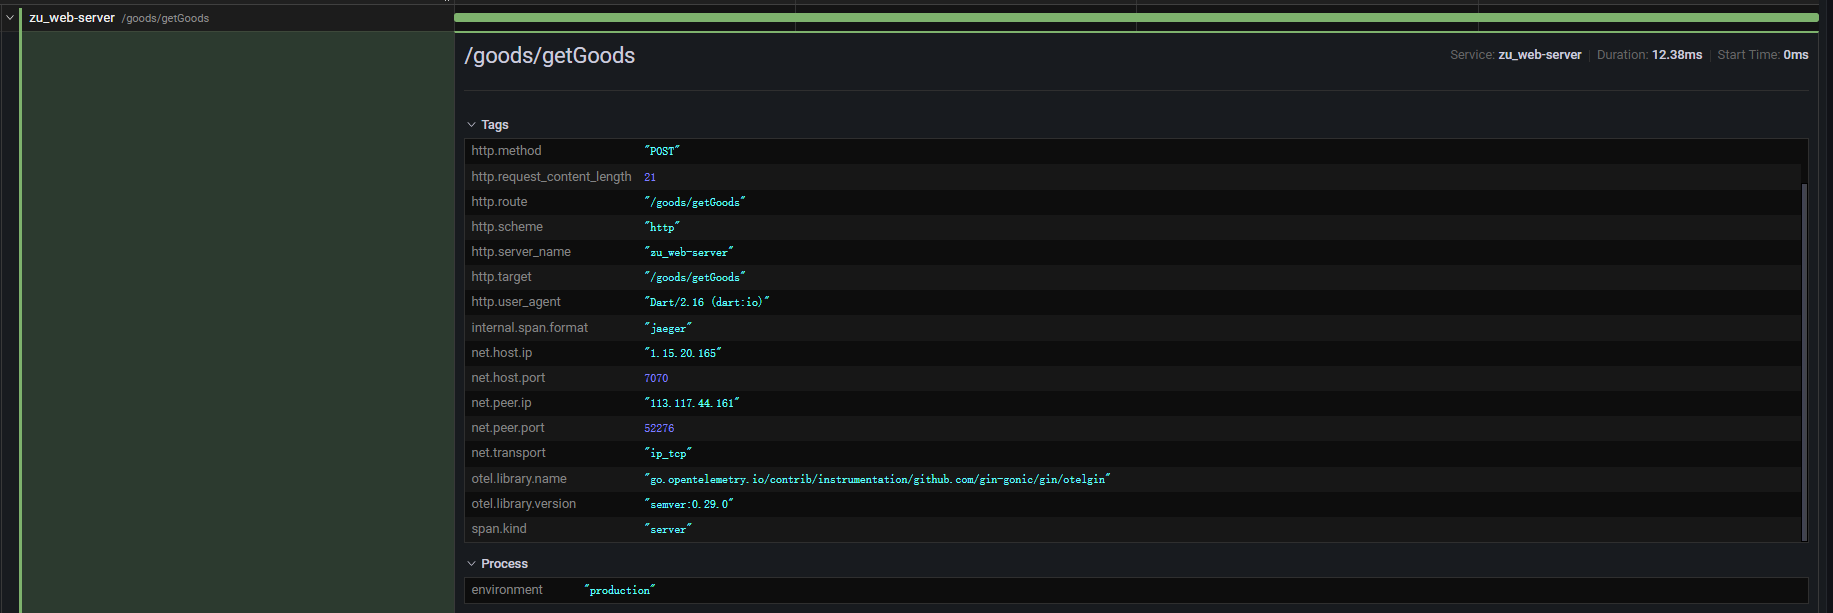 zu_web-server /goods/getGoods
/goods/getGoods
Service: zu_web-server Duration: 12.38ms Start Time: 0ms
Tags
http.method "POST"
http.request_content_length 21
http.route "/goods/getGoods"
http.scheme "http"
http.server_name "zu_web-server"
http.target "/goods/getGoods"
http.user_agent "Dart/2.16 (dart:io)"
internal.span.format "jaeger"
net.host.ip "1.15.20.165"
net.host.port 7070
net.peer.ip "113.117.44.161"
net.peer.port 52276
net.transport "ip_tcp"
otel.library.name "go.opentelemetry.io/contrib/instrumentation/github.com/gin-gonic/gin/otelgin"
otel.library.version "semver:0.29.0"
span.kind "server"
Process
environment "production"